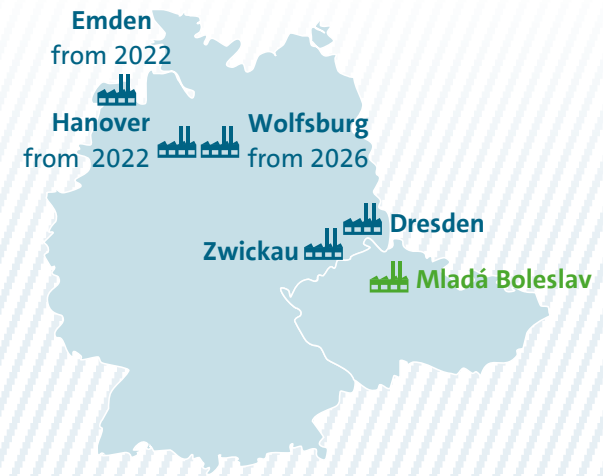 Emden
from 2022
Hanover
from 2022
Wolfsburg
from 2026
Dresden
Zwickau
Mladá Boleslav